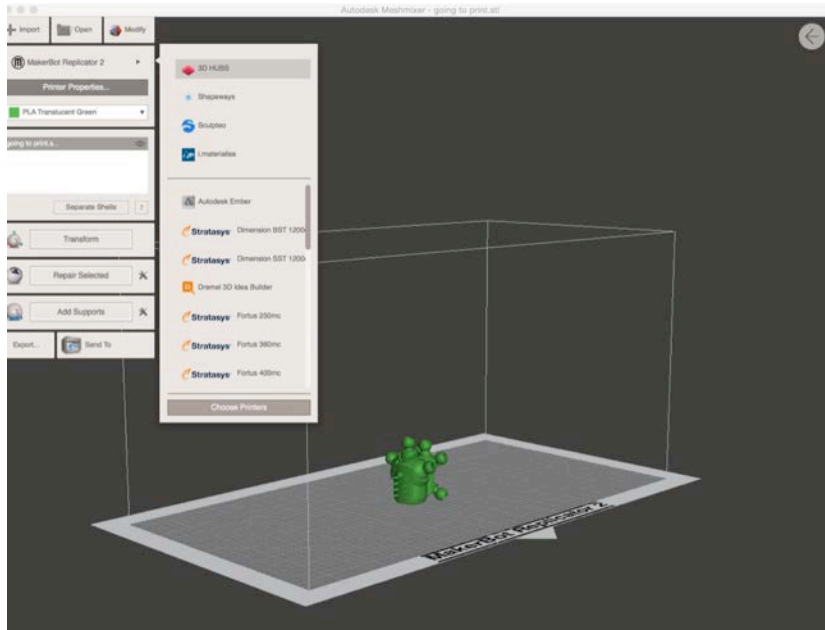 Autodesk Meshmixer - going to print.stl
Import
Open
Modify
MakerBot Replicator 2
Printer Properties...
PLA Translucent Green
going to print.s...
Separate Shells
?
Transform
Repair Selected
Add Supports
Export...
Send To
3D HUBS
Shapeways
Sculpteo
i.materialise
Autodesk Ember
Stratasys Dimension BST 1200
Stratasys Dimension SST 1200
Dremel 3D Idea Builder
Stratasys Fortus 250mc
Stratasys Fortus 360mc
Stratasys Fortus 400mc
Choose Printers
MakerBot Replicator 2